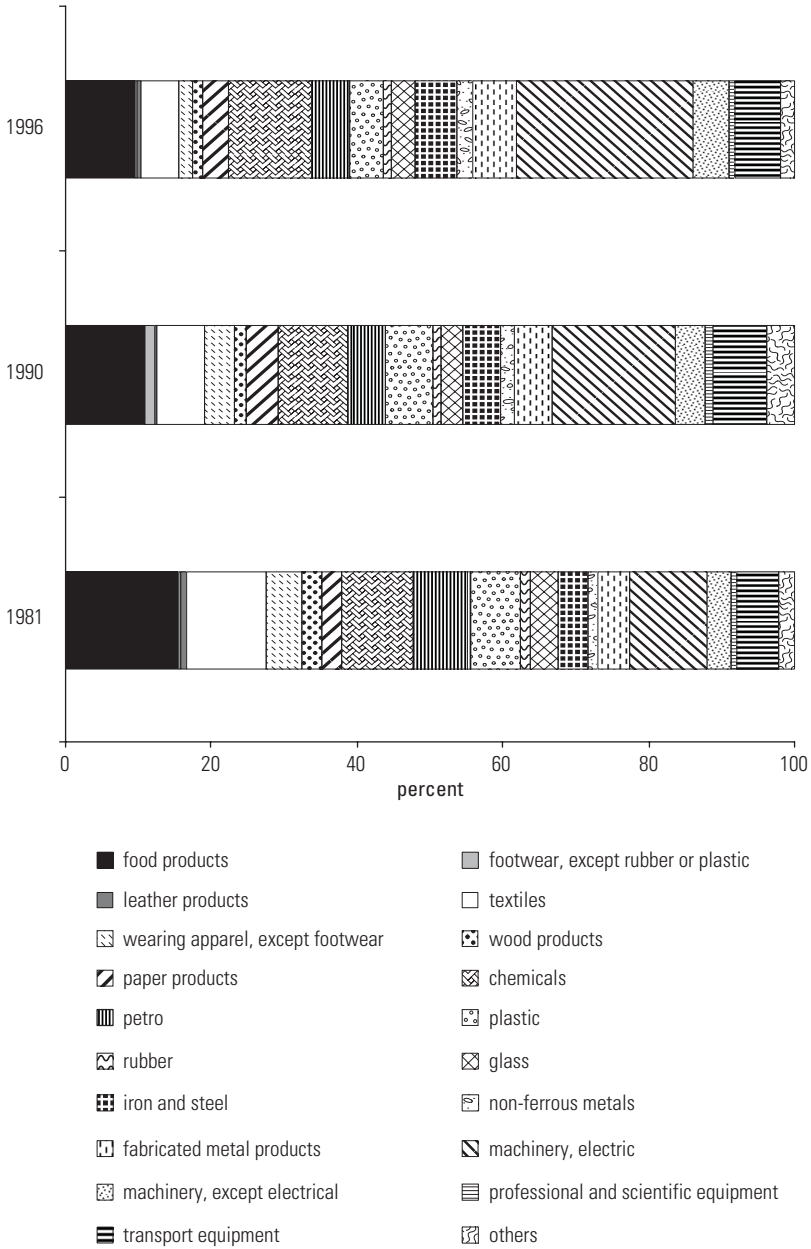 1996
1990
1981
0 20 40 60 80 100
percent
food products footwear, except rubber or plastic
leather products textiles
wearing apparel, except footwear wood products
paper products chemicals
petro plastic
rubber glass
iron and steel non-ferrous metals
fabricated metal products machinery, electric
machinery, except electrical professional and scientific equipment
transport equipment others